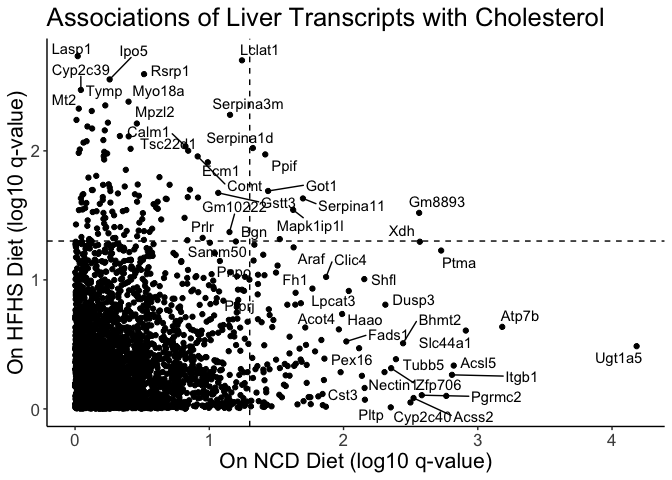 Associations of Liver Transcripts with Cholesterol
Lasp1
Ipo5
Lclat1
Cyp2c39
Rsrp1
Mt2
Tymp
Myo18a
Serpina3m
Mpzl2
Calm1
Serpina1d
Tsc22d1
Ppif
Ecm1
Comt
Got1
Gstt3
Serpina11
Gm8893
Gm10222
Mapk1ip1l
Prlr
Bgn
Xdh
Samm50
Araf
Clic4
Ptma
Fh1
Shfl
Lpcat3
Dusp3
Acot4
Haao
Bhmt2
Atp7b
Fads1
Slc44a1
Ugt1a5
Pex16
Tubb5
Acsl5
Itgb1
Cst3
Nectin1
Zfp706
Pgrmc2
Pltp
Cyp2c40
Acss2
2
1
0
0
1
2
3
4
On HFHS Diet (log10 q-value)
On NCD Diet (log10 q-value)